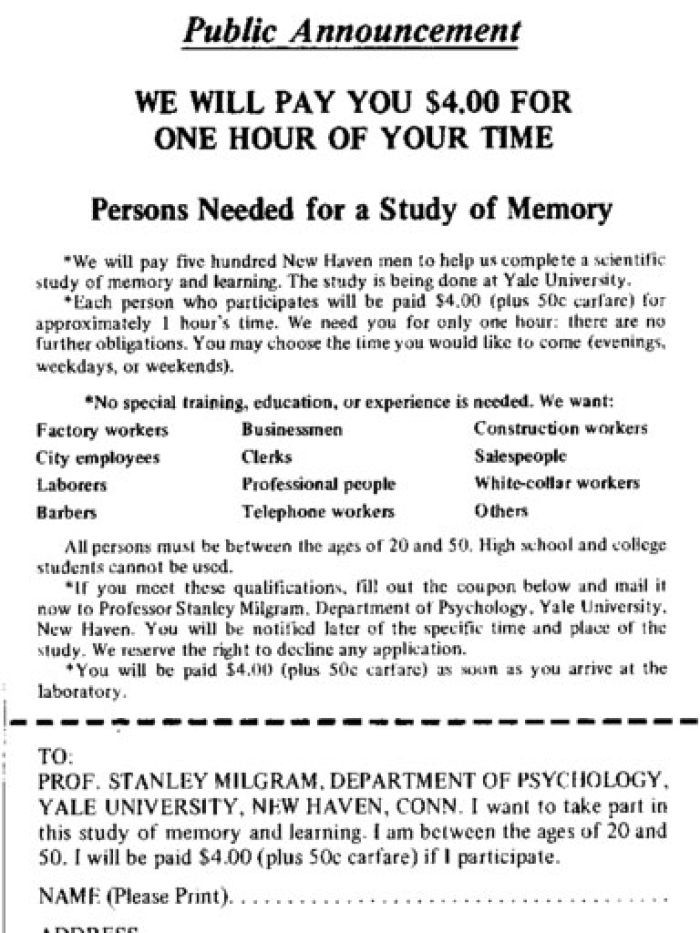 Public Announcement
WE WILL PAY YOU $4.00 FOR
ONE HOUR OF YOUR TIME
Persons Needed for a Study of Memory
*We will pay five hundred New Haven men to help us complete a scientific
study of memory and learning. The study is being done at Yale University.
*Each person who participates will be paid $4.00 (plus 50c carfare) for
approximately 1 hour's time. We need you for only one hour: there are no
further obligations. You may choose the time you would like to come (evenings,
weekdays, or weekends).
*No special training, education, or experience is needed. We want:
Factory workers Businessmen Construction workers
City employees Clerks Salespeople
Laborers Professional people White-collar workers
Barbers Telephone workers Others
All persons must be between the ages of 20 and 50. High school and college
students cannot be used.
*If you meet these qualifications, fill out the coupon below and mail it
now to Professor Stanley Milgram, Department of Psychology, Yale University,
New Haven. You will be notified later of the specific time and place of the
study. We reserve the right to decline any application.
*You will be paid $4.00 (plus 50c carfare) as soon as you arrive at the
laboratory.
TO:
PROF. STANLEY MILGRAM, DEPARTMENT OF PSYCHOLOGY,
YALE UNIVERSITY, NEW HAVEN, CONN. I want to take part in
this study of memory and learning. I am between the ages of 20 and
50. I will be paid $4.00 (plus 50c carfare) if I participate.
NAME (Please Print). . . . . . . . . . . . . . . . . . . . . . . . . . . . . . . . . . . . . .
ADDRESS